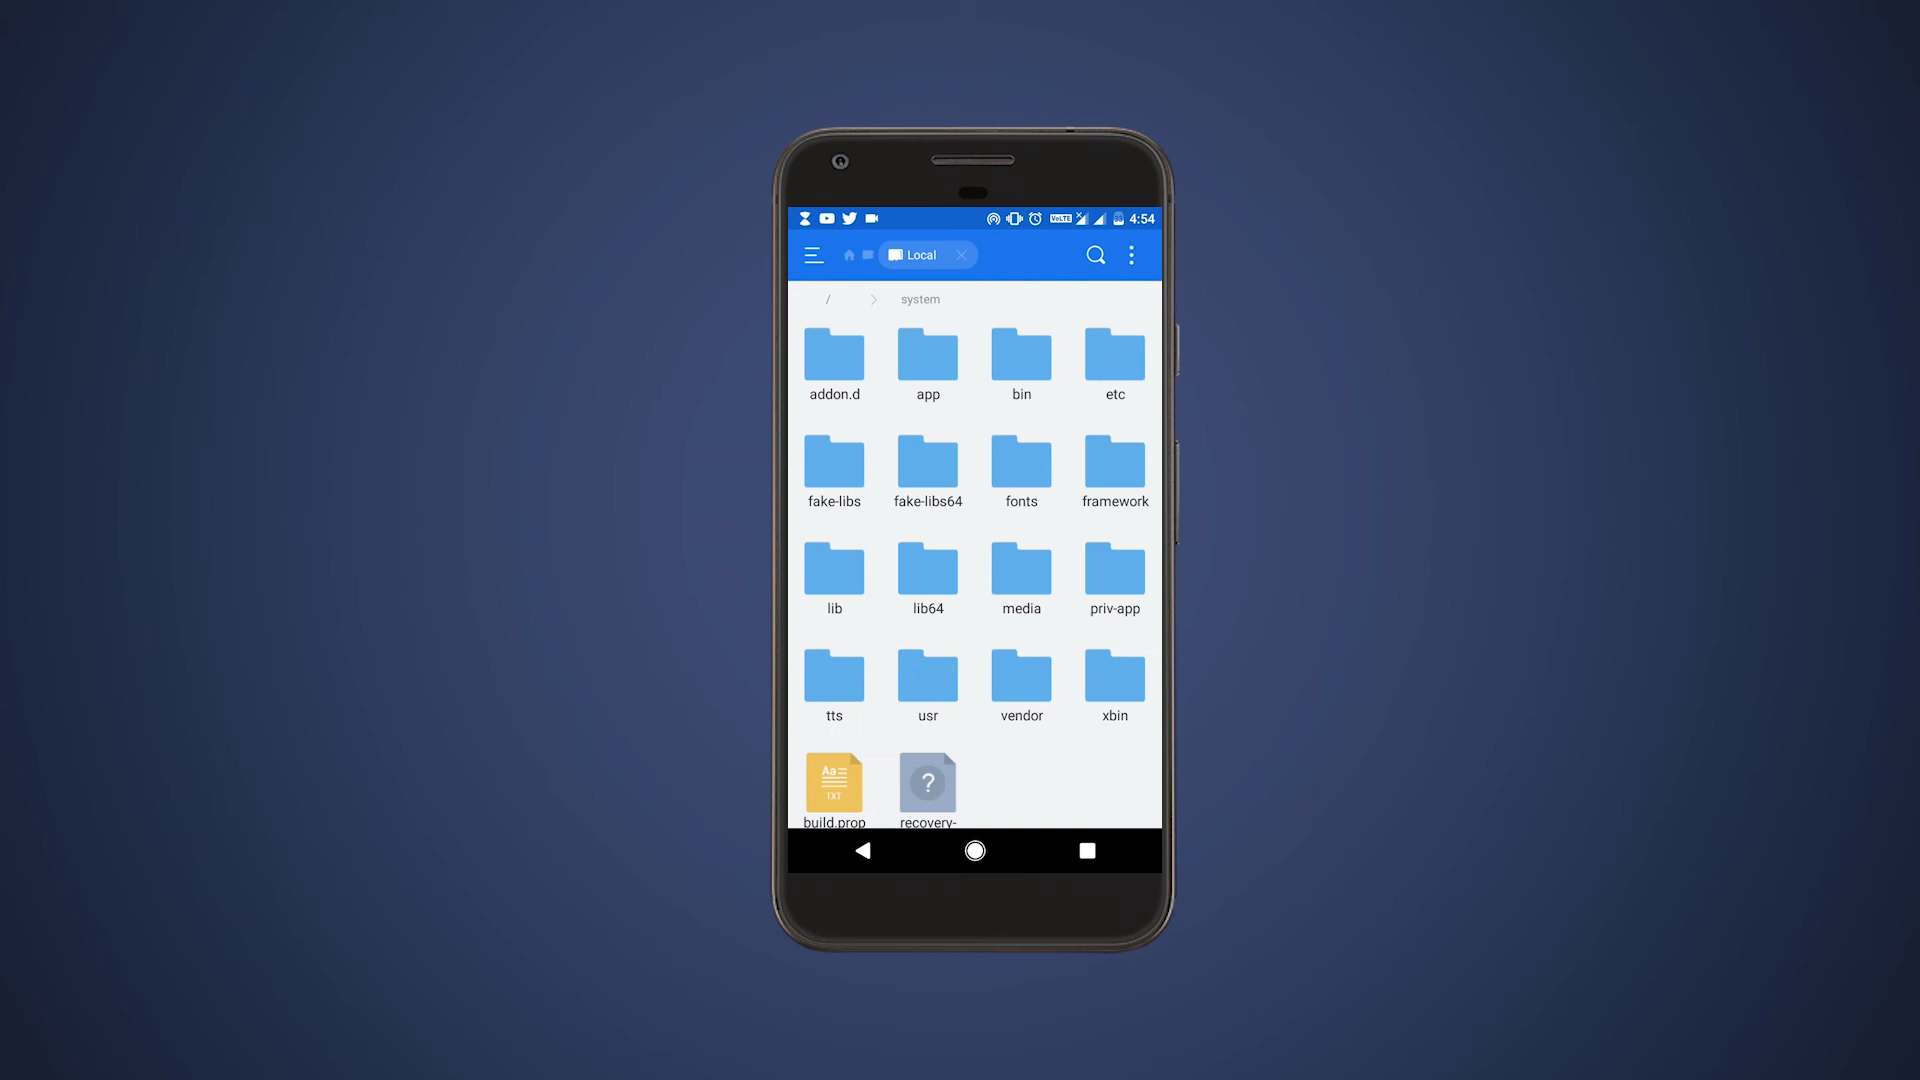 VoLTE 4:54
Local
/ system
addon.d app bin etc
fake-libs fake-libs64 fonts framework
lib lib64 media priv-app
tts usr vendor xbin
Aa
TXT ?
build.prop recovery-